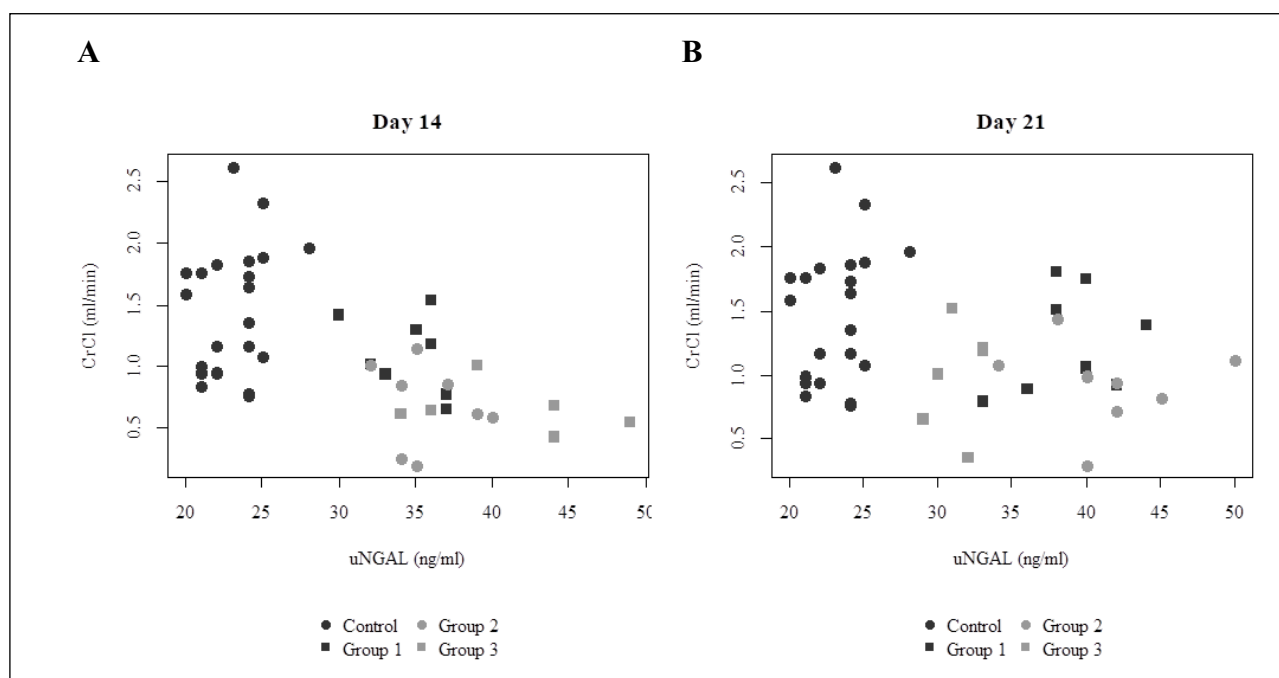 A
Day 14
CrCl (ml/min)
2.5
2.0
1.5
1.0
0.5
20 25 30 35 40 45 50
uNGAL (ng/ml)
Control Group 2
Group 1 Group 3
B
Day 21
CrCl (ml/min)
2.5
2.0
1.5
1.0
0.5
20 25 30 35 40 45 50
uNGAL (ng/ml)
Control Group 2
Group 1 Group 3